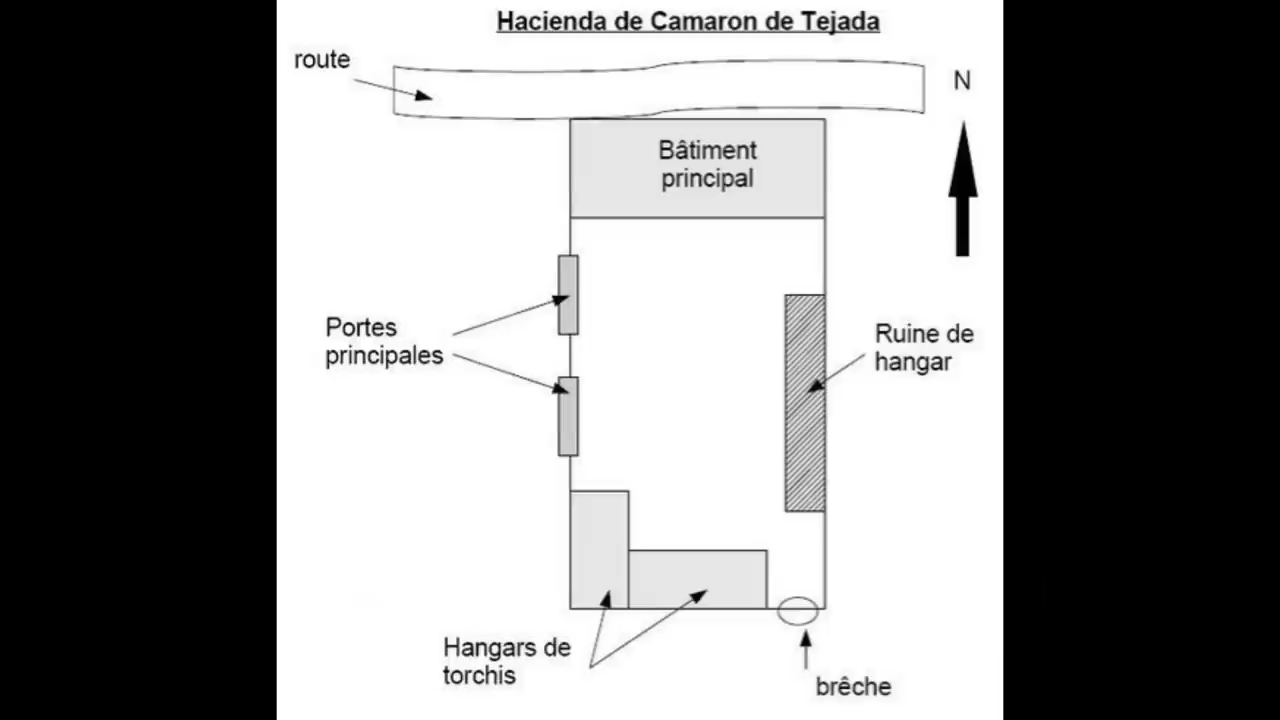 Hacienda de Camaron de Tejada
route
N
Bâtiment
principal
Portes
principales
Ruine de
hangar
Hangars de
torchis
brêche